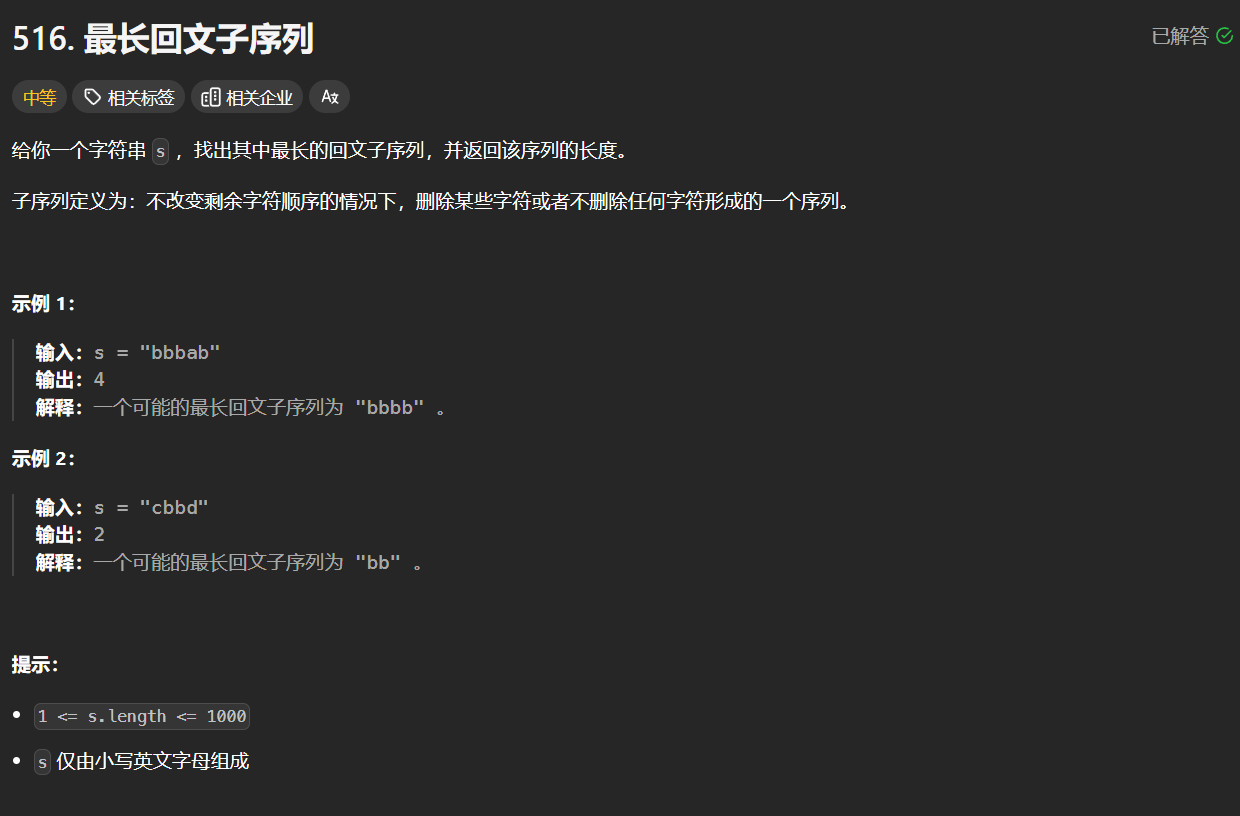 516. 最长回文子序列
已解答
中等 相关标签 相关企业
给你一个字符串 s ，找出其中最长的回文子序列，并返回该序列的长度。
子序列定义为：不改变剩余字符顺序的情况下，删除某些字符或者不删除任何字符形成的一个序列。
示例 1：
输入：s = "bbbab"
输出：4
解释：一个可能的最长回文子序列为 "bbbb" 。
示例 2：
输入：s = "cbbd"
输出：2
解释：一个可能的最长回文子序列为 "bb" 。
提示：
1 <= s.length <= 1000
s 仅由小写英文字母组成